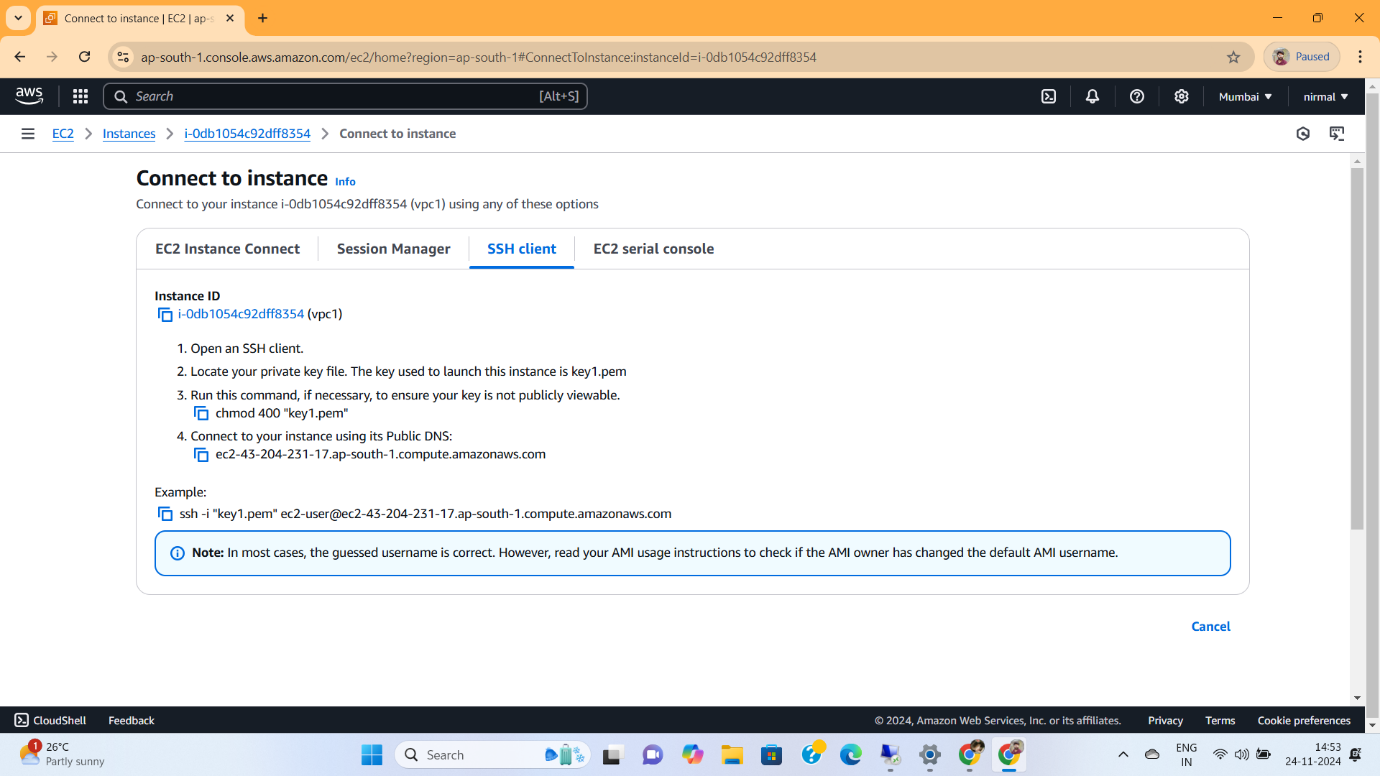 Connect to instance | EC2 | ap-s
ap-south-1.console.aws.amazon.com/ec2/home?region=ap-south-1#ConnectToInstance:instanceId=i-0db1054c92dff8354
Paused
aws
Search
[Alt+S]
Mumbai
nirmal
EC2
Instances
i-0db1054c92dff8354
Connect to instance
Connect to instance Info
Connect to your instance i-0db1054c92dff8354 (vpc1) using any of these options
EC2 Instance Connect
Session Manager
SSH client
EC2 serial console
Instance ID
i-0db1054c92dff8354 (vpc1)
1. Open an SSH client.
2. Locate your private key file. The key used to launch this instance is key1.pem
3. Run this command, if necessary, to ensure your key is not publicly viewable.
chmod 400 "key1.pem"
4. Connect to your instance using its Public DNS:
ec2-43-204-231-17.ap-south-1.compute.amazonaws.com
Example:
ssh -i "key1.pem" ec2-user@ec2-43-204-231-17.ap-south-1.compute.amazonaws.com
Note: In most cases, the guessed username is correct. However, read your AMI usage instructions to check if the AMI owner has changed the default AMI username.
Cancel
CloudShell
Feedback
© 2024, Amazon Web Services, Inc. or its affiliates.
Privacy
Terms
Cookie preferences
1
26°C
Partly sunny
Search
ENG
IN
14:53
24-11-2024